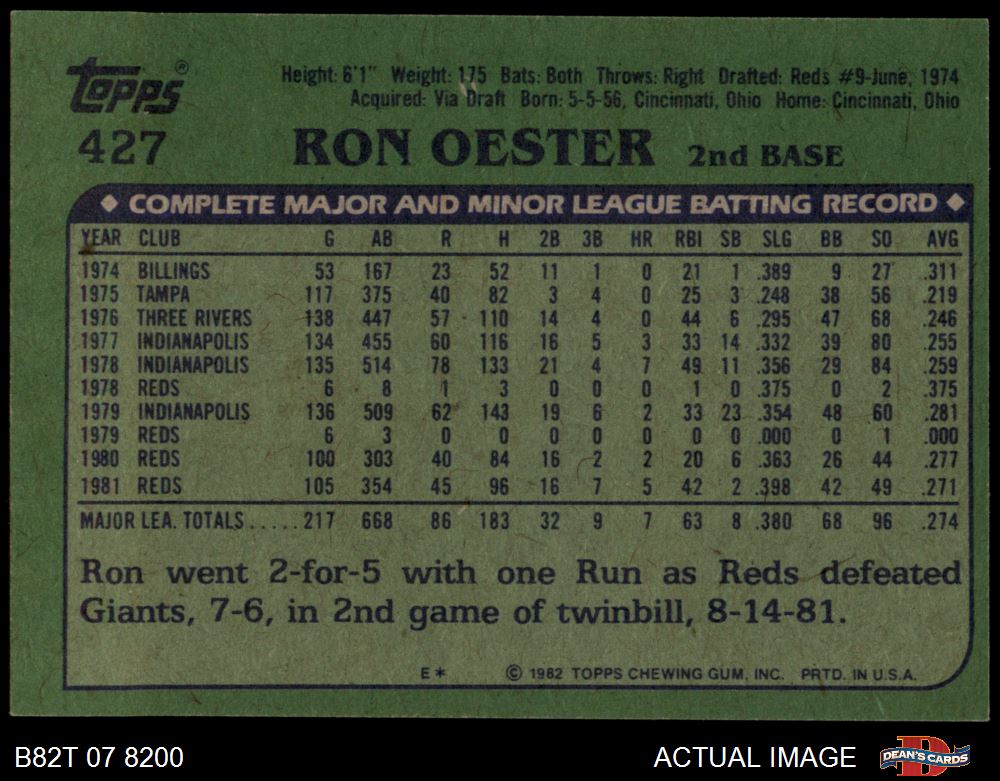 topps®
Height: 6'1" Weight: 175 Bats: Both Throws: Right Drafted: Reds #9-June, 1974
Acquired: Via Draft Born: 5-5-56, Cincinnati, Ohio Home: Cincinnati, Ohio
427 RON OESTER 2nd BASE
◆ COMPLETE MAJOR AND MINOR LEAGUE BATTING RECORD ◆
YEAR CLUB G AB R H 2B 3B HR RBI SB SLG BB SO AVG
1974 BILLINGS 53 167 23 52 11 1 0 21 1 .389 9 27 .311
1975 TAMPA 117 375 40 82 3 4 0 25 3 .248 38 56 .219
1976 THREE RIVERS 138 447 57 110 14 4 0 44 6 .295 47 68 .246
1977 INDIANAPOLIS 134 455 60 116 16 5 3 33 14 .332 39 80 .255
1978 INDIANAPOLIS 135 514 78 133 21 4 7 49 11 .356 29 84 .259
1978 REDS 6 8 1 3 0 0 0 1 0 .375 0 2 .375
1979 INDIANAPOLIS 136 509 62 143 19 6 2 33 23 .354 48 60 .281
1979 REDS 6 3 0 0 0 0 0 0 0 .000 0 1 .000
1980 REDS 100 303 40 84 16 2 2 20 6 .363 26 44 .277
1981 REDS 105 354 45 96 16 7 5 42 2 .398 42 49 .271
MAJOR LEA. TOTALS.....217 668 86 183 32 9 7 63 8 .380 68 96 .274
Ron went 2-for-5 with one Run as Reds defeated
Giants, 7-6, in 2nd game of twinbill, 8-14-81.
E* © 1982 TOPPS CHEWING GUM, INC. PRTD. IN U.S.A.
B82T 07 8200 ACTUAL IMAGE DEAN'S CARDS